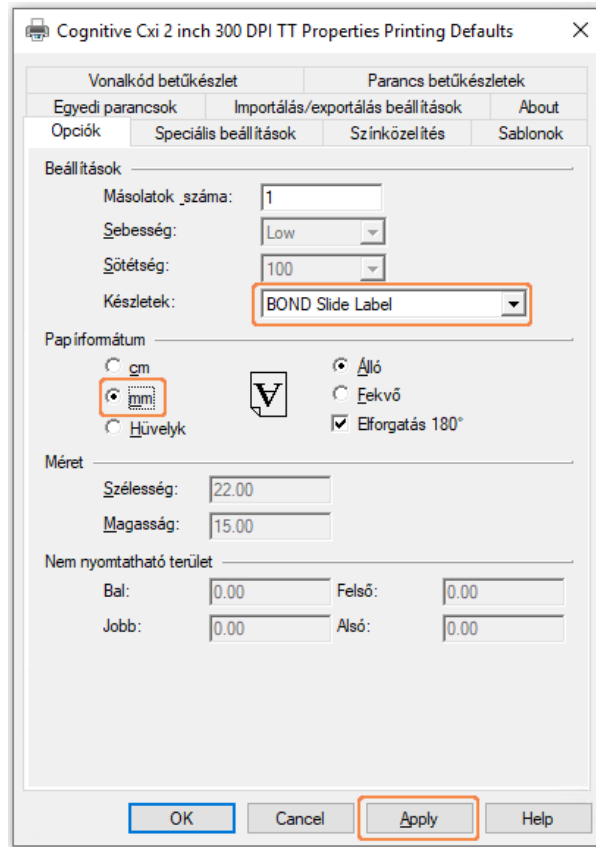 Cognitive Cxi 2 inch 300 DPI TT Properties Printing Defaults
Vonalkód betűkészlet Parancs betűkészletek
Egyedi parancsok Importálás/exportálás beállítások About
Opciók Speciális beállítások Színközelítés Sablonok
Beállítások
Másolatok _száma: 1
Sebesség: Low
Sötétség: 100
Készletek: BOND Slide Label
Papírformátum
cm Álló
mm A Fekvő
Hüvelyk Elforgatás 180°
Méret
Szélesség: 22.00
Magasság: 15.00
Nem nyomtatható terület
Bal: 0.00 Felső: 0.00
Jobb: 0.00 Alsó: 0.00
OK Cancel Apply Help